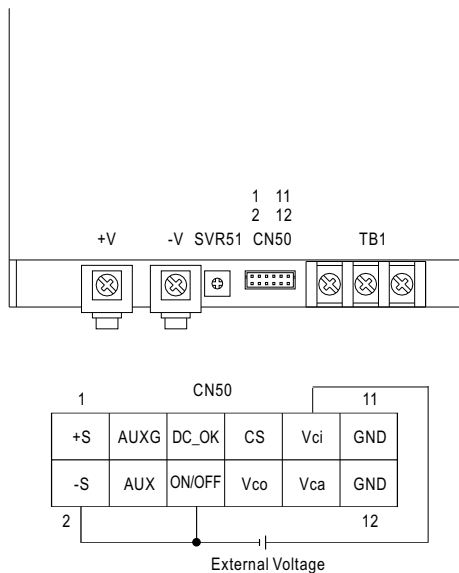 1 11
2 12
+V -V SVR51 CN50 TB1
CN50
1 11
+S AUXG DC_OK CS Vci GND
-S AUX ON/OFF Vco Vca GND
2 12
External Voltage